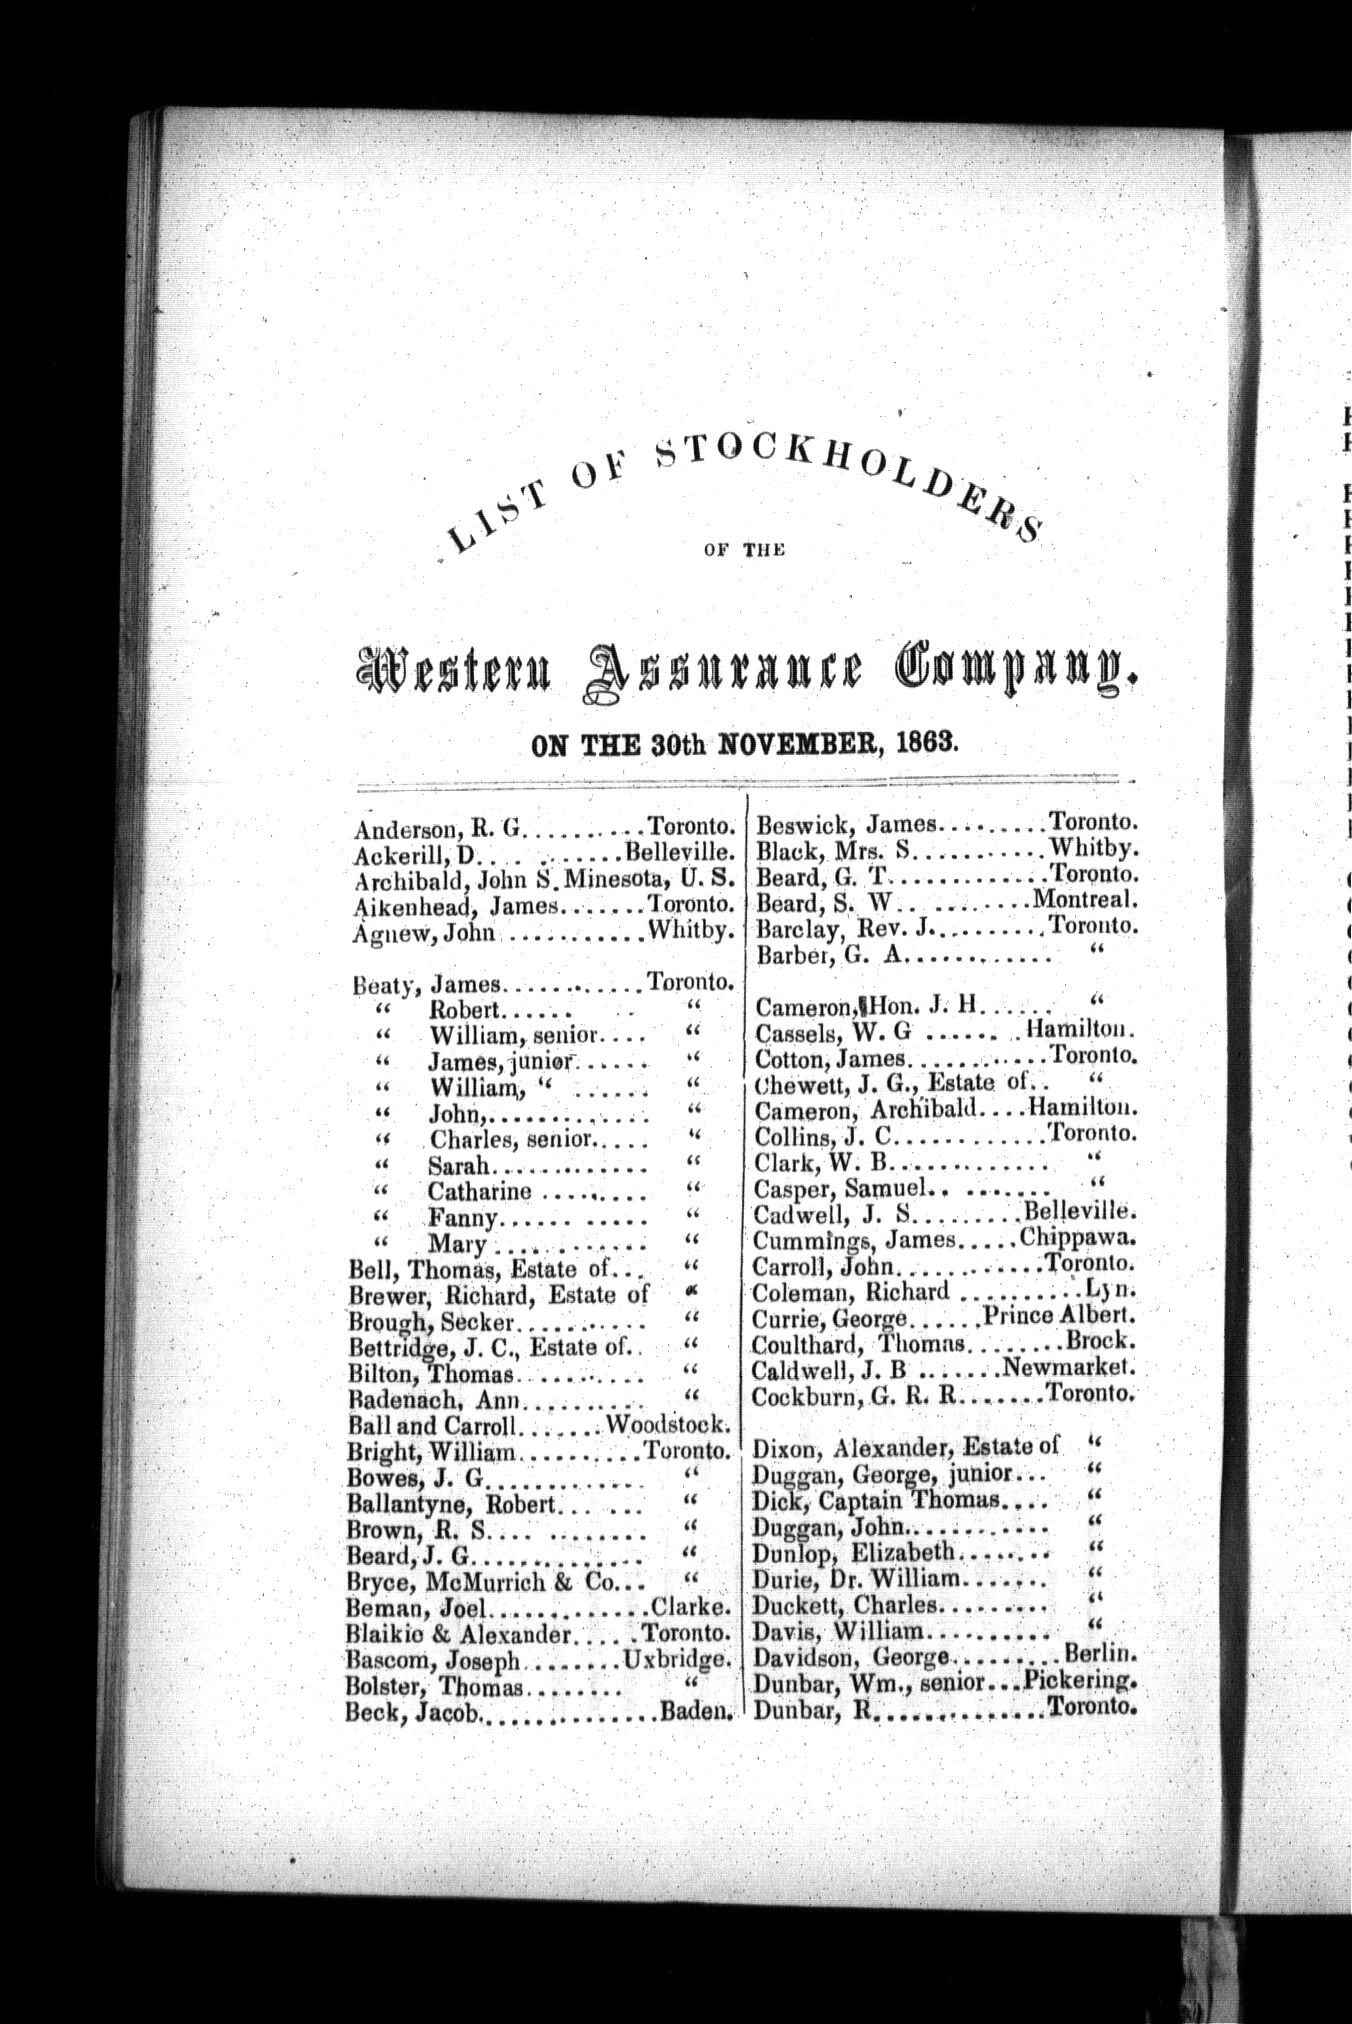 LIST OF STOCKHOLDERS
OF THE
Western Assurance Company.
ON THE 30th NOVEMBER, 1863.
Anderson, R. G..........Toronto.
Ackerill, D.... .......Belleville.
Archibald, John S. Minesota, U. S.
Aikenhead, James.......Toronto.
Agnew, John ...........Whitby.
Beaty, James...........Toronto.
“ Robert...... .. “
“ William, senior.... “
“ James, junior...... “
“ William, “ ...... “
“ John,............. “
“ Charles, senior..... “
“ Sarah............. “
“ Catharine ......... “
“ Fanny...... ..... “
“ Mary ............ “
Bell, Thomas, Estate of... “
Brewer, Richard, Estate of “
Brough, Secker.......... “
Bettridge, J. C., Estate of.. “
Bilton, Thomas.......... “
Badenach, Ann.......... “
Ball and Carroll.......Woodstock.
Bright, William..........Toronto.
Bowes, J. G............. “
Ballantyne, Robert... ... “
Brown, R. S.... ........ “
Beard, J. G.............. “
Bryce, McMurrich & Co... “
Beman, Joel.............Clarke.
Blaikie & Alexander.....Toronto.
Bascom, Joseph........Uxbridge.
Bolster, Thomas........ “
Beck, Jacob..............Baden.
Beswick, James.........Toronto.
Black, Mrs. S...........Whitby.
Beard, G. T.............Toronto.
Beard, S. W.. ........Montreal.
Barclay, Rev. J..........Toronto.
Barber, G. A............ “
Cameron, Hon. J. H...... “
Cassels, W. G ...... .Hamilton.
Cotton, James...........Toronto.
Chewett, J. G., Estate of.. “
Cameron, Archibald....Hamilton.
Collins, J. C............Toronto.
Clark, W. B............. “
Casper, Samuel.. ....... “
Cadwell, J. S.........Belleville.
Cummings, James.....Chippawa.
Carroll, John............Toronto.
Coleman, Richard ..........Lyn.
Currie, George......Prince Albert.
Coulthard, Thomas........Brock.
Caldwell, J. B .......Newmarket.
Cockburn, G. R. R.......Toronto.
Dixon, Alexander, Estate of “
Duggan, George, junior... “
Dick, Captain Thomas.... “
Duggan, John............ “
Dunlop, Elizabeth........ “
Durie, Dr. William....... “
Duckett, Charles......... “
Davis, William.......... “
Davidson, George.........Berlin.
Dunbar, Wm., senior...Pickering.
Dunbar, R..............Toronto.